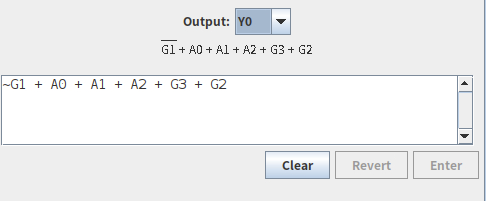 Output: Y0
G1 + A0 + A1 + A2 + G3 + G2
~G1 + A0 + A1 + A2 + G3 + G2
Clear Revert Enter